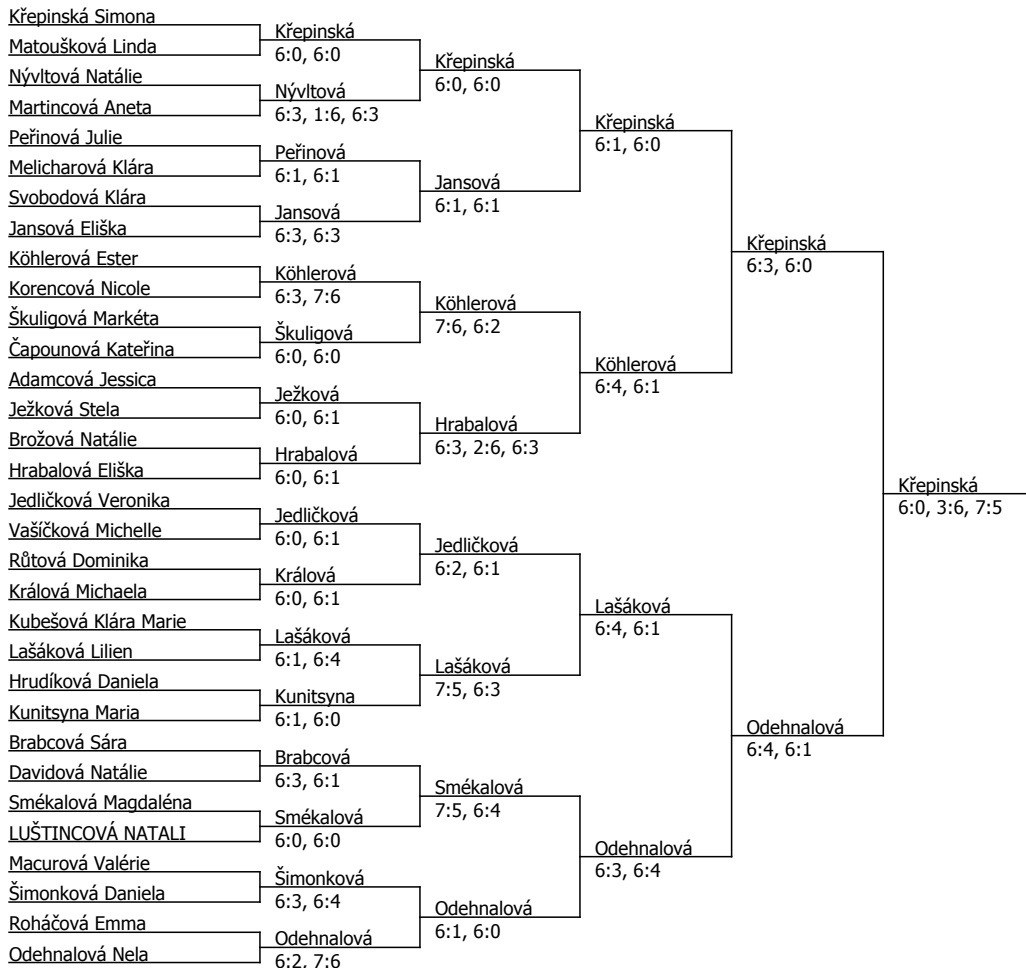 Křepinská Simona
Matoušková Linda
Nývltová Natálie
Martincová Aneta
Peřinová Julie
Melicharová Klára
Svobodová Klára
Jansová Eliška
Köhlerová Ester
Korencová Nicole
Škuligová Markéta
Čapounová Kateřina
Adamcová Jessica
Ježková Stela
Brožová Natálie
Hrabalová Eliška
Jedličková Veronika
Vašíčková Michelle
Růtová Dominika
Králová Michaela
Kubešová Klára Marie
Lašáková Lilien
Hrudíková Daniela
Kunitsyna Maria
Brabcová Sára
Davidová Natálie
Smékalová Magdaléna
LUŠTINCOVÁ NATALI
Macurová Valérie
Šimonková Daniela
Roháčová Emma
Odehnalová Nela
Křepinská
6:0, 6:0
Nývltová
6:3, 1:6, 6:3
Peřinová
6:1, 6:1
Jansová
6:3, 6:3
Köhlerová
6:3, 7:6
Škuligová
6:0, 6:0
Ježková
6:0, 6:1
Hrabalová
6:0, 6:1
Jedličková
6:0, 6:1
Králová
6:0, 6:1
Lašáková
6:1, 6:4
Kunitsyna
6:1, 6:0
Brabcová
6:3, 6:1
Smékalová
6:0, 6:0
Šimonková
6:3, 6:4
Odehnalová
6:2, 7:6
Křepinská
6:0, 6:0
Jansová
6:1, 6:1
Köhlerová
7:6, 6:2
Hrabalová
6:3, 2:6, 6:3
Jedličková
6:2, 6:1
Lašáková
7:5, 6:3
Smékalová
7:5, 6:4
Odehnalová
6:1, 6:0
Křepinská
6:1, 6:0
Köhlerová
6:4, 6:1
Lašáková
6:4, 6:1
Odehnalová
6:3, 6:4
Křepinská
6:3, 6:0
Odehnalová
6:4, 6:1
Křepinská
6:0, 3:6, 7:5